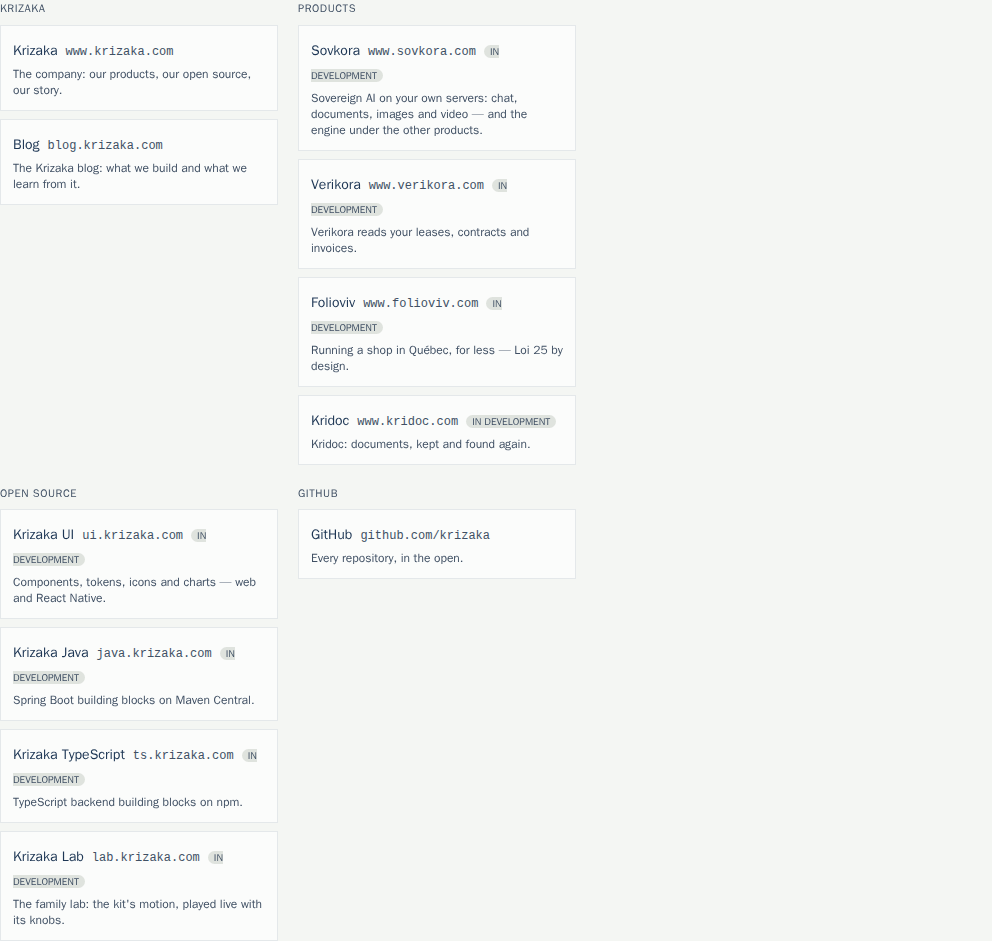 KRIZAKA
Krizaka www.krizaka.com
The company: our products, our open source,
our story.
Blog blog.krizaka.com
The Krizaka blog: what we build and what we
learn from it.
PRODUCTS
Sovkora www.sovkora.com IN
DEVELOPMENT
Sovereign AI on your own servers: chat,
documents, images and video — and the
engine under the other products.
Verikora www.verikora.com IN
DEVELOPMENT
Verikora reads your leases, contracts and
invoices.
Folioviv www.folioviv.com IN
DEVELOPMENT
Running a shop in Québec, for less — Loi 25 by
design.
Kridoc www.kridoc.com IN DEVELOPMENT
Kridoc: documents, kept and found again.
OPEN SOURCE
Krizaka UI ui.krizaka.com IN
DEVELOPMENT
Components, tokens, icons and charts — web
and React Native.
Krizaka Java java.krizaka.com IN
DEVELOPMENT
Spring Boot building blocks on Maven Central.
Krizaka TypeScript ts.krizaka.com IN
DEVELOPMENT
TypeScript backend building blocks on npm.
Krizaka Lab lab.krizaka.com IN
DEVELOPMENT
The family lab: the kit's motion, played live with
its knobs.
GITHUB
GitHub github.com/krizaka
Every repository, in the open.